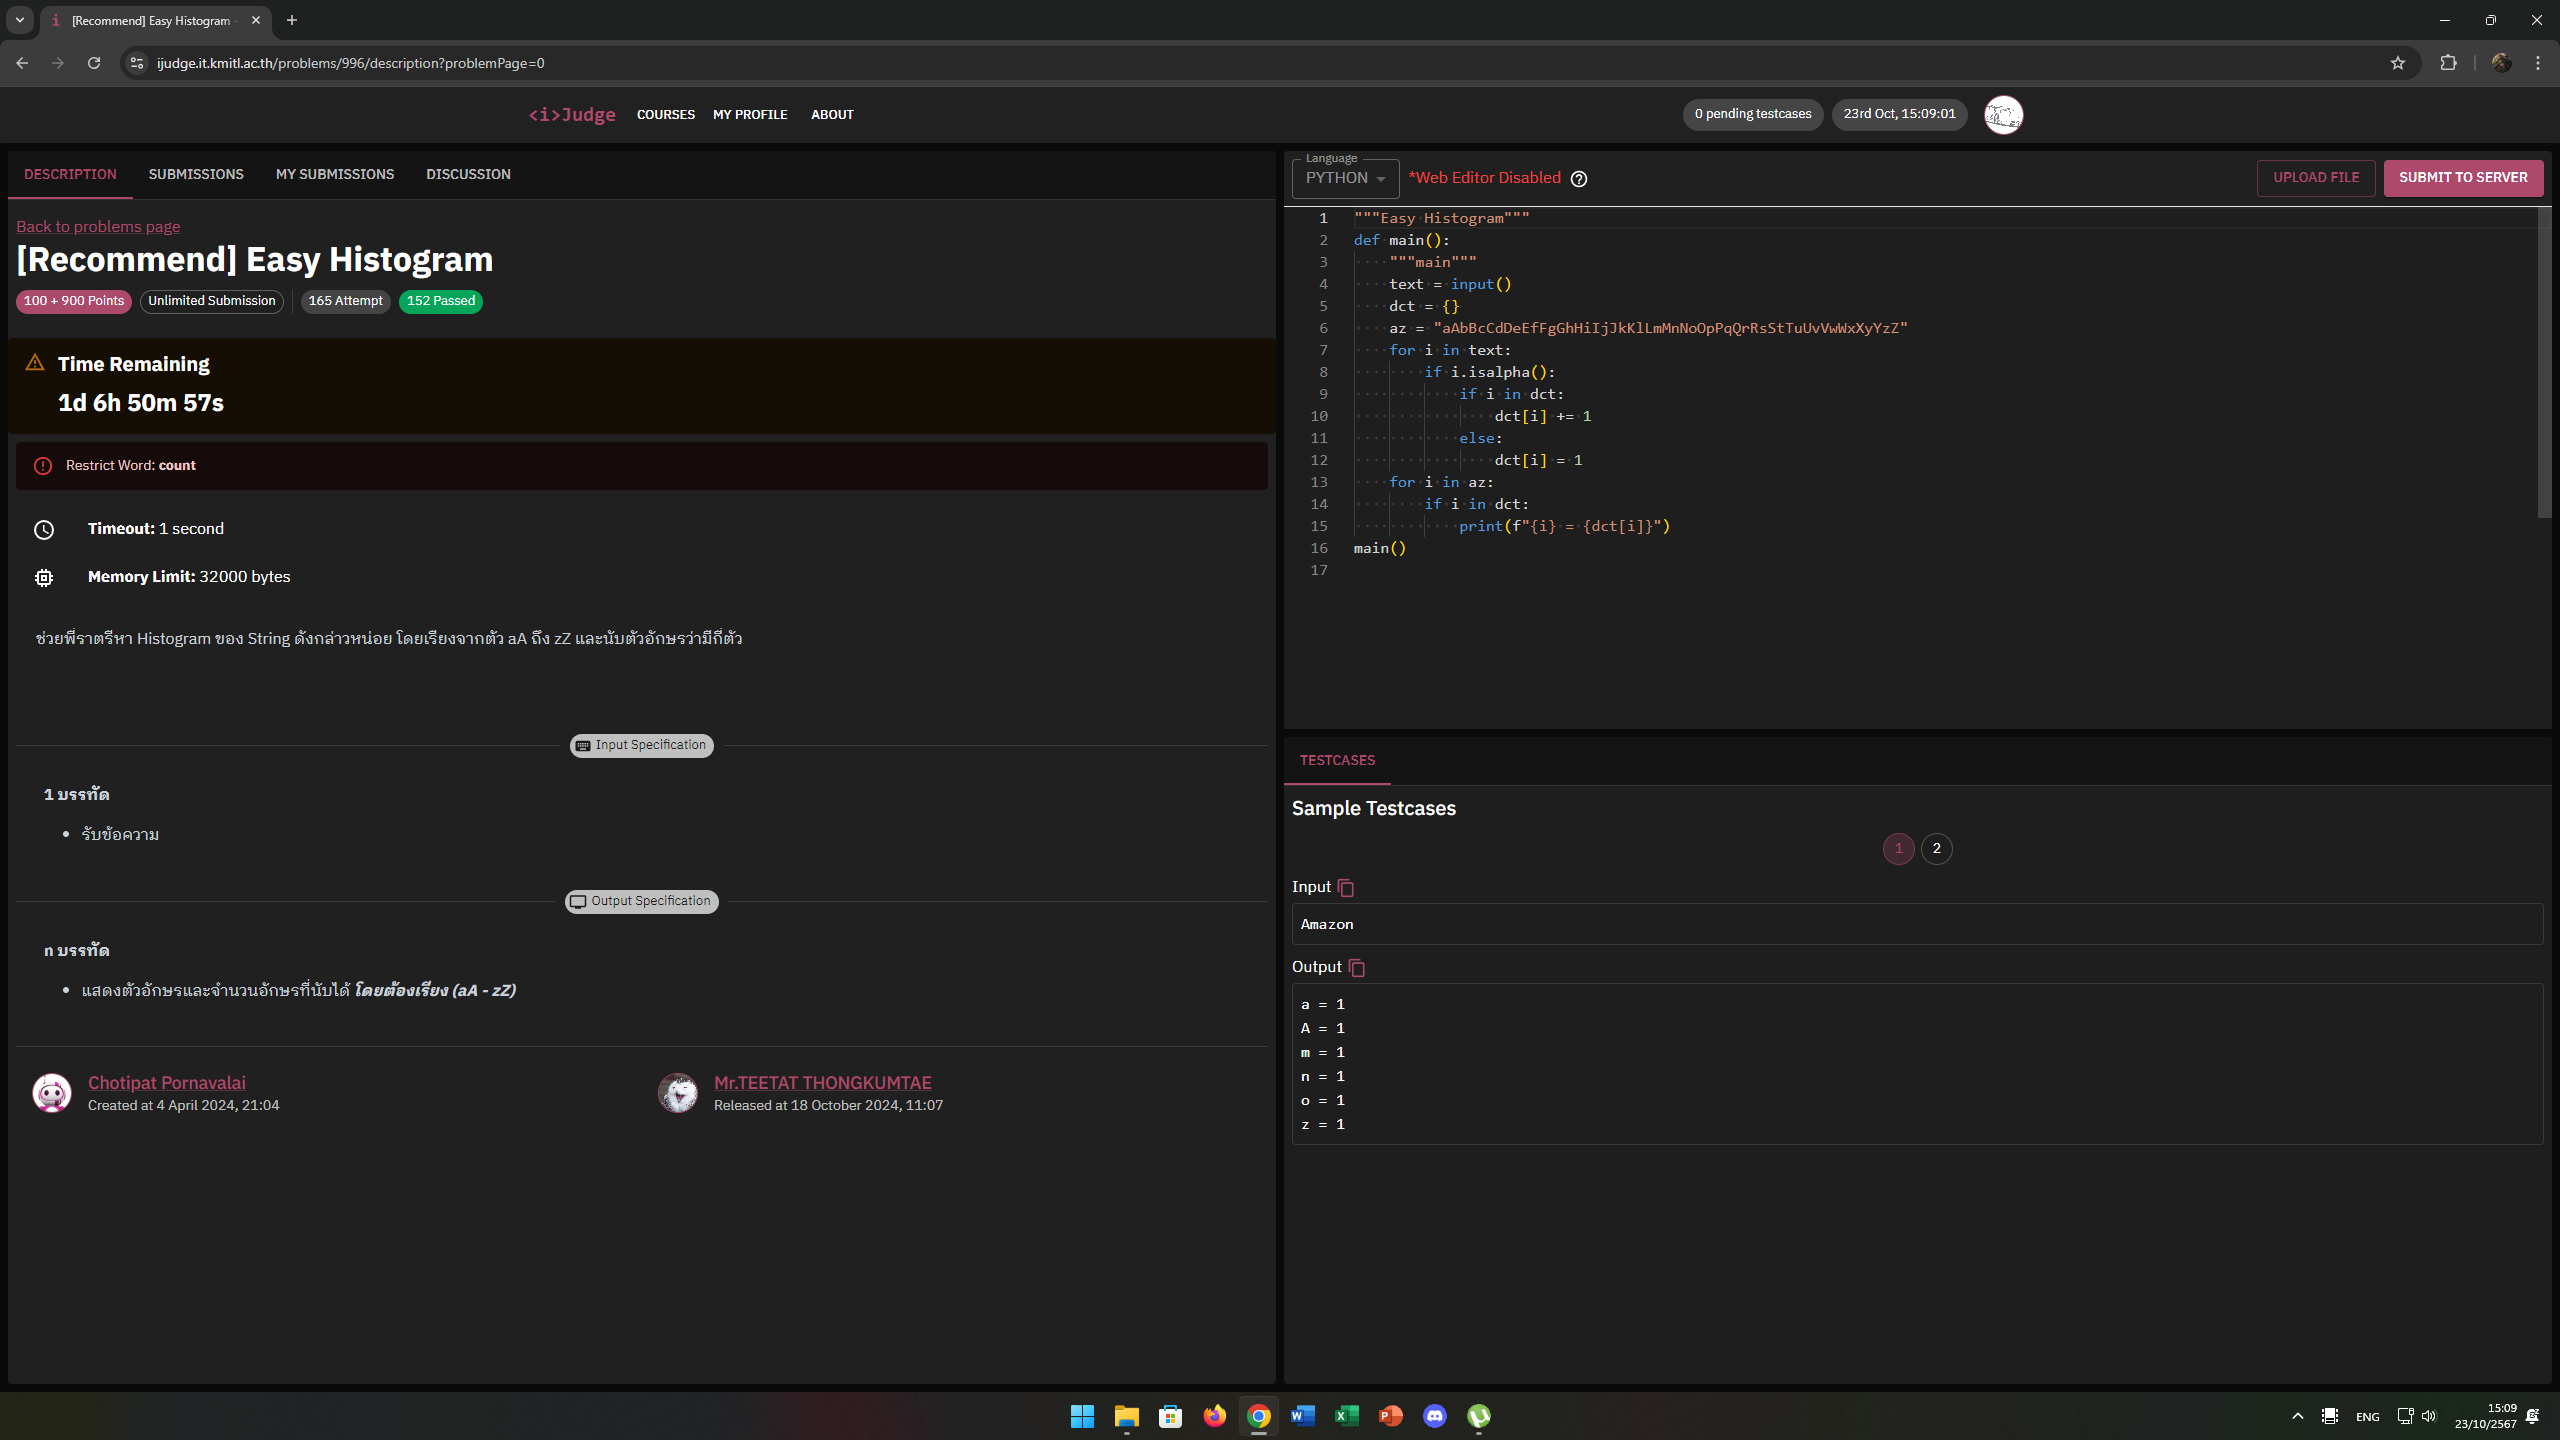 [Recommend] Easy Histogram -
ijudge.it.kmitl.ac.th/problems/996/description?problemPage=0
<i>Judge COURSES MY PROFILE ABOUT 0 pending testcases 23rd Oct, 15:09:01
DESCRIPTION SUBMISSIONS MY SUBMISSIONS DISCUSSION
Back to problems page
[Recommend] Easy Histogram
100 + 900 Points Unlimited Submission 165 Attempt 152 Passed
Time Remaining
1d 6h 50m 57s
Restrict Word: count
Timeout: 1 second
Memory Limit: 32000 bytes
ช่วยพี่ราตรีหา Histogram ของ String ดังกล่าวหน่อย โดยเรียงจากตัว aA ถึง zZ และนับตัวอักษรว่ามีกี่ตัว
Input Specification
1 บรรทัด
รับข้อความ
Output Specification
n บรรทัด
แสดงตัวอักษรและจำนวนอักษรที่นับได้ โดยต้องเรียง (aA - zZ)
Chotipat Pornavalai
Created at 4 April 2024, 21:04
Mr.TEETAT THONGKUMTAE
Released at 18 October 2024, 11:07
Language
PYTHON *Web Editor Disabled UPLOAD FILE SUBMIT TO SERVER
1 """Easy Histogram"""
2 def main():
3 """main"""
4 text = input()
5 dct = {}
6 az = "aAbBcCdDeEfFgGhHiIjJkKlLmMnNoOpPqQrRsStTuUvVwWxXyYzZ"
7 for i in text:
8 if i.isalpha():
9 if i in dct:
10 dct[i] += 1
11 else:
12 dct[i] = 1
13 for i in az:
14 if i in dct:
15 print(f"{i} = {dct[i]}")
16 main()
17
TESTCASES
Sample Testcases
1 2
Input
Amazon
Output
a = 1
A = 1
m = 1
n = 1
o = 1
z = 1
ENG
15:09
23/10/2567